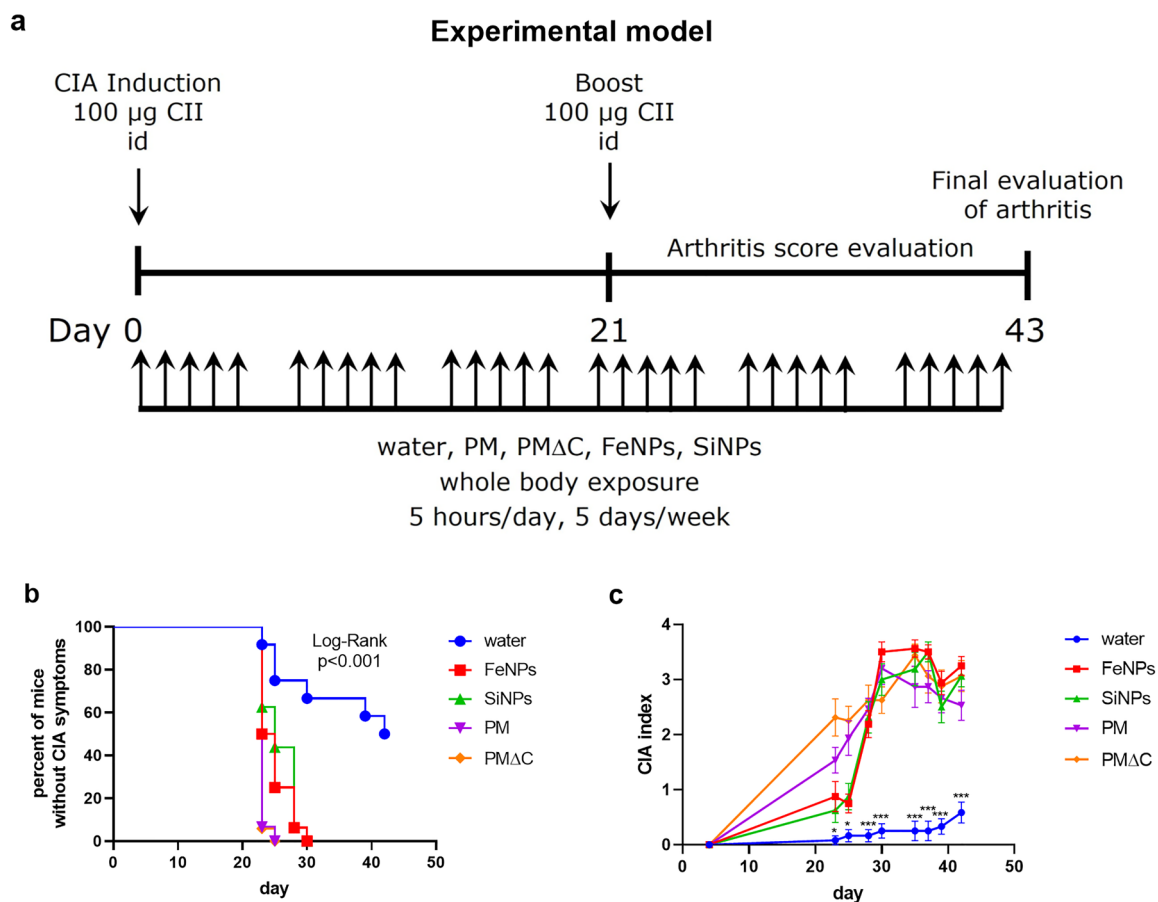 a
Experimental model
CIA Induction
100 µg CII
id
Boost
100 µg CII
id
Final evaluation
of arthritis
Arthritis score evaluation
Day 0
21
43
water, PM, PMΔC, FeNPs, SiNPs
whole body exposure
5 hours/day, 5 days/week
b
percent of mice
without CIA symptoms
100
80
60
40
20
0
0
10
20
30
40
50
day
Log-Rank
p<0.001
water
FeNPs
SiNPs
PM
PMΔC
c
CIA index
4
3
2
1
0
0
10
20
30
40
50
day
*
*
***
***
***
***
***
***
water
FeNPs
SiNPs
PM
PMΔC